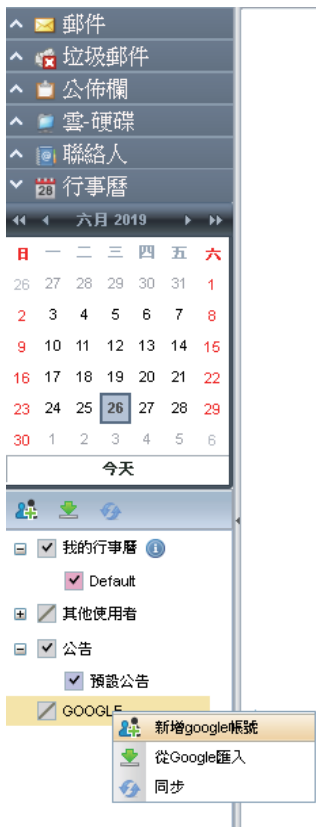 郵件
垃圾郵件
公佈欄
雲-硬碟
聯絡人
28 行事曆
六月 2019
日 一 二 三 四 五 六
26 27 28 29 30 31 1
2 3 4 5 6 7 8
9 10 11 12 13 14 15
16 17 18 19 20 21 22
23 24 25 26 27 28 29
30 1 2 3 4 5 6
今天
我的行事曆
Default
其他使用者
公告
預設公告
GOOGLE
新增google帳號
從Google匯入
同步